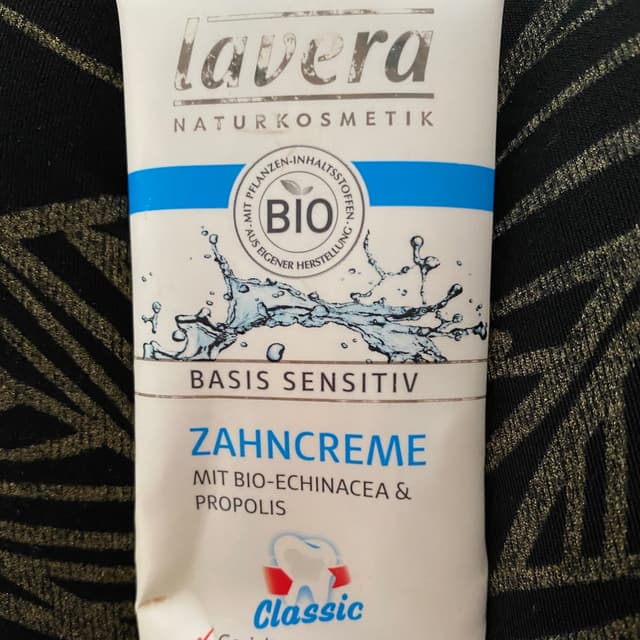 lavera
NATURKOSMETIK
MIT PFLANZEN-INHALTSSTOFFEN
BIO
AUS EIGENER HERSTELLUNG
BASIS SENSITIV
ZAHNCREME
MIT BIO-ECHINACEA &
PROPOLIS
Classic